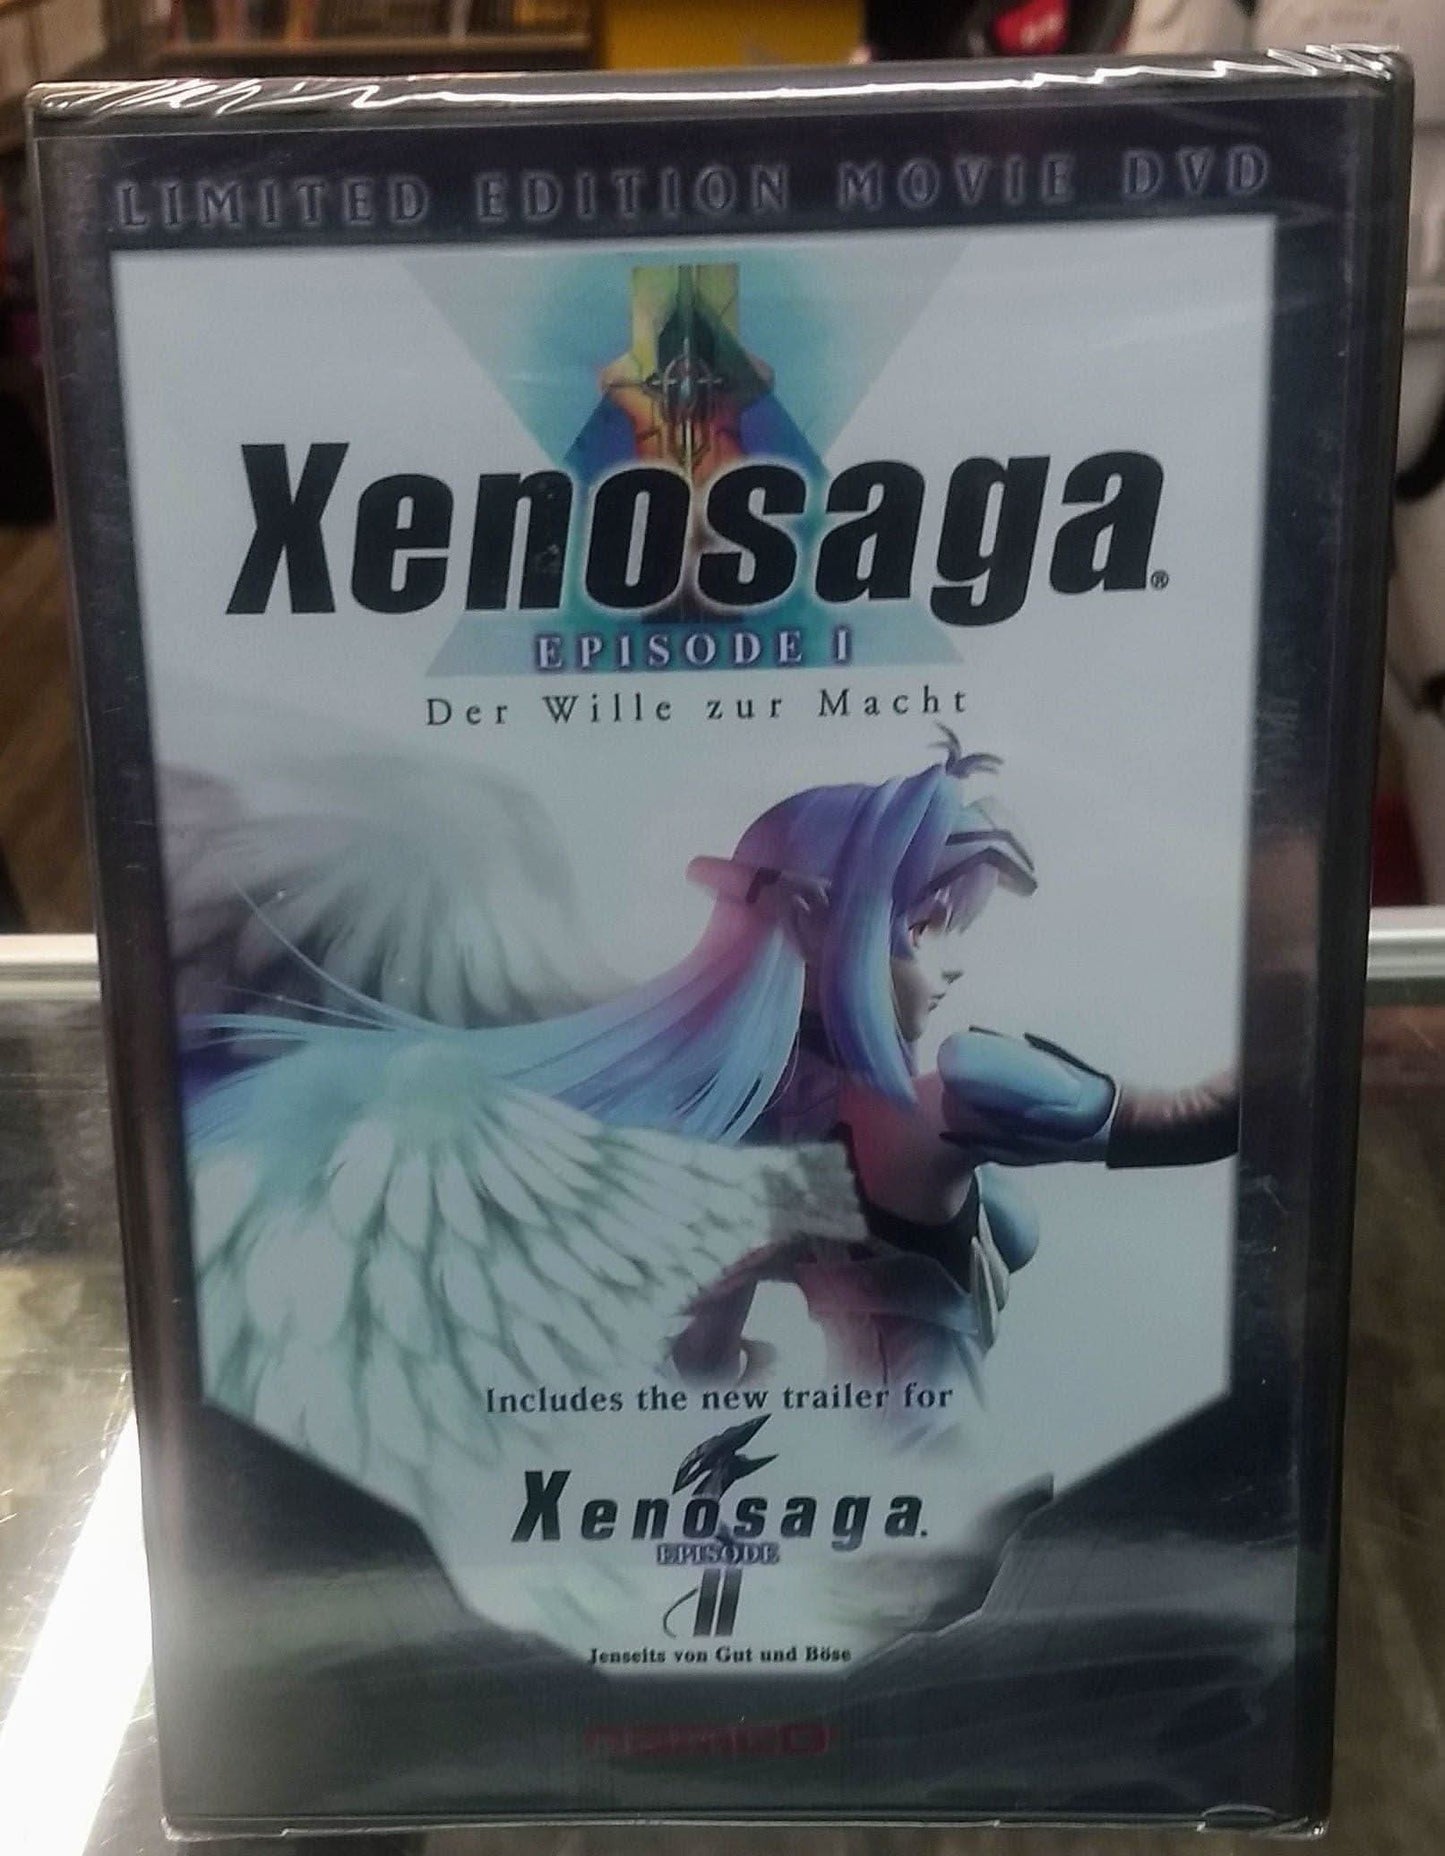 LIMITED EDITION MOVIE DVD
Xenosaga®
EPISODE I
Der Wille zur Macht
Includes the new trailer for
Xenosaga.
EPISODE
II
Jenseits von Gut und Böse
namco